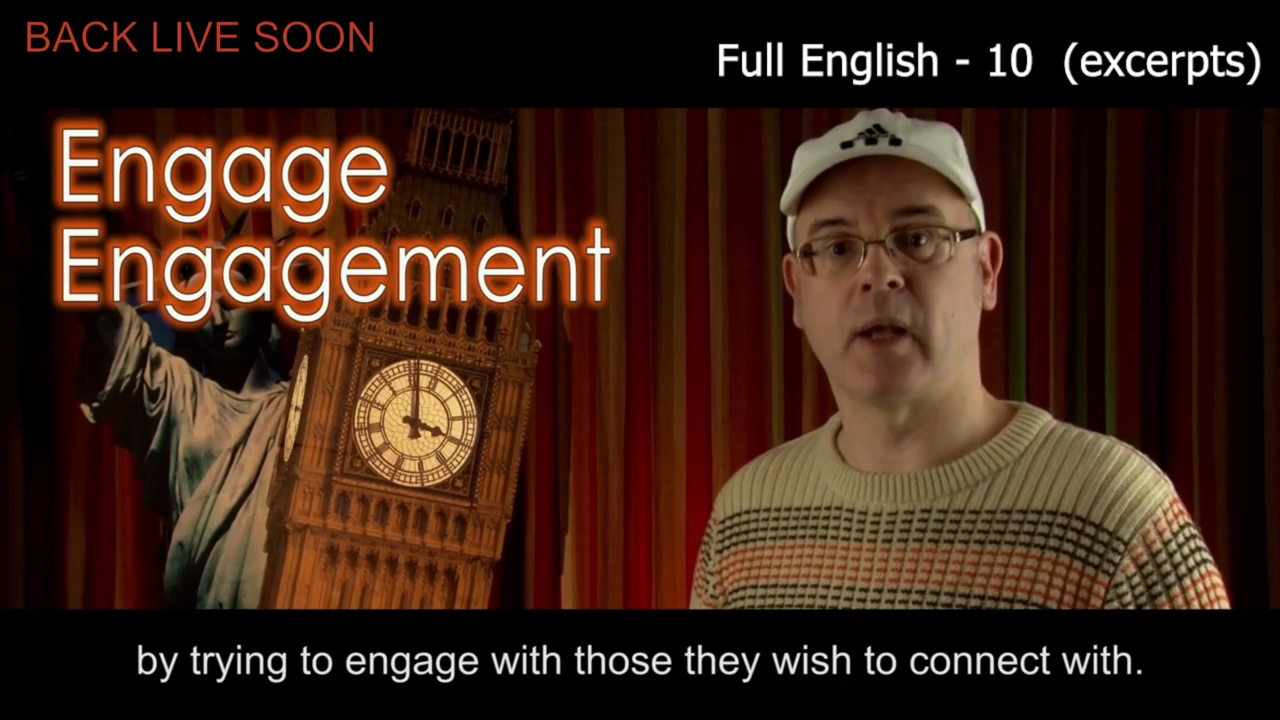 BACK LIVE SOON
Full English - 10 (excerpts)
Engage
Engagement
by trying to engage with those they wish to connect with.